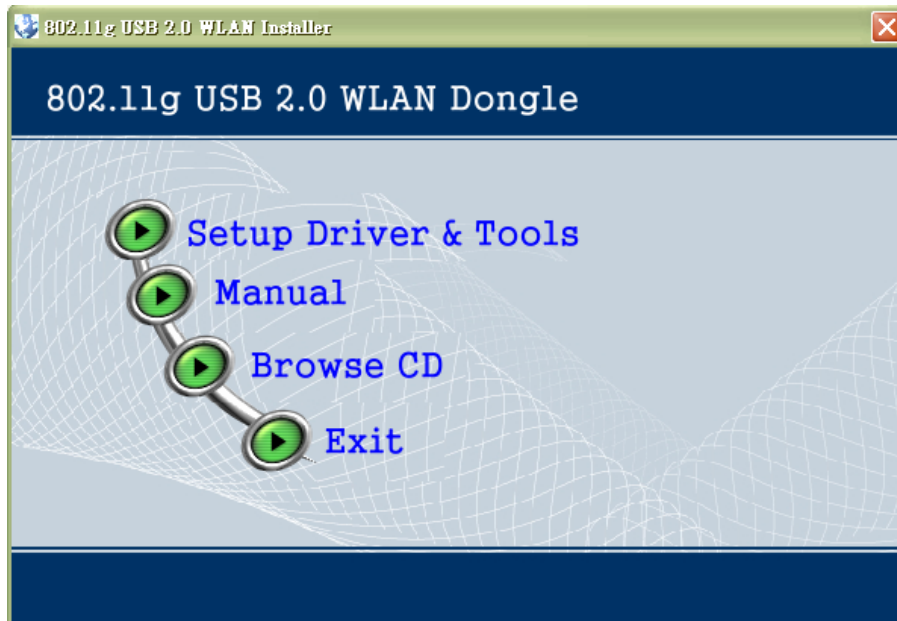 802.11g USB 2.0 WLAN Installer
802.11g USB 2.0 WLAN Dongle
Setup Driver & Tools
Manual
Browse CD
Exit